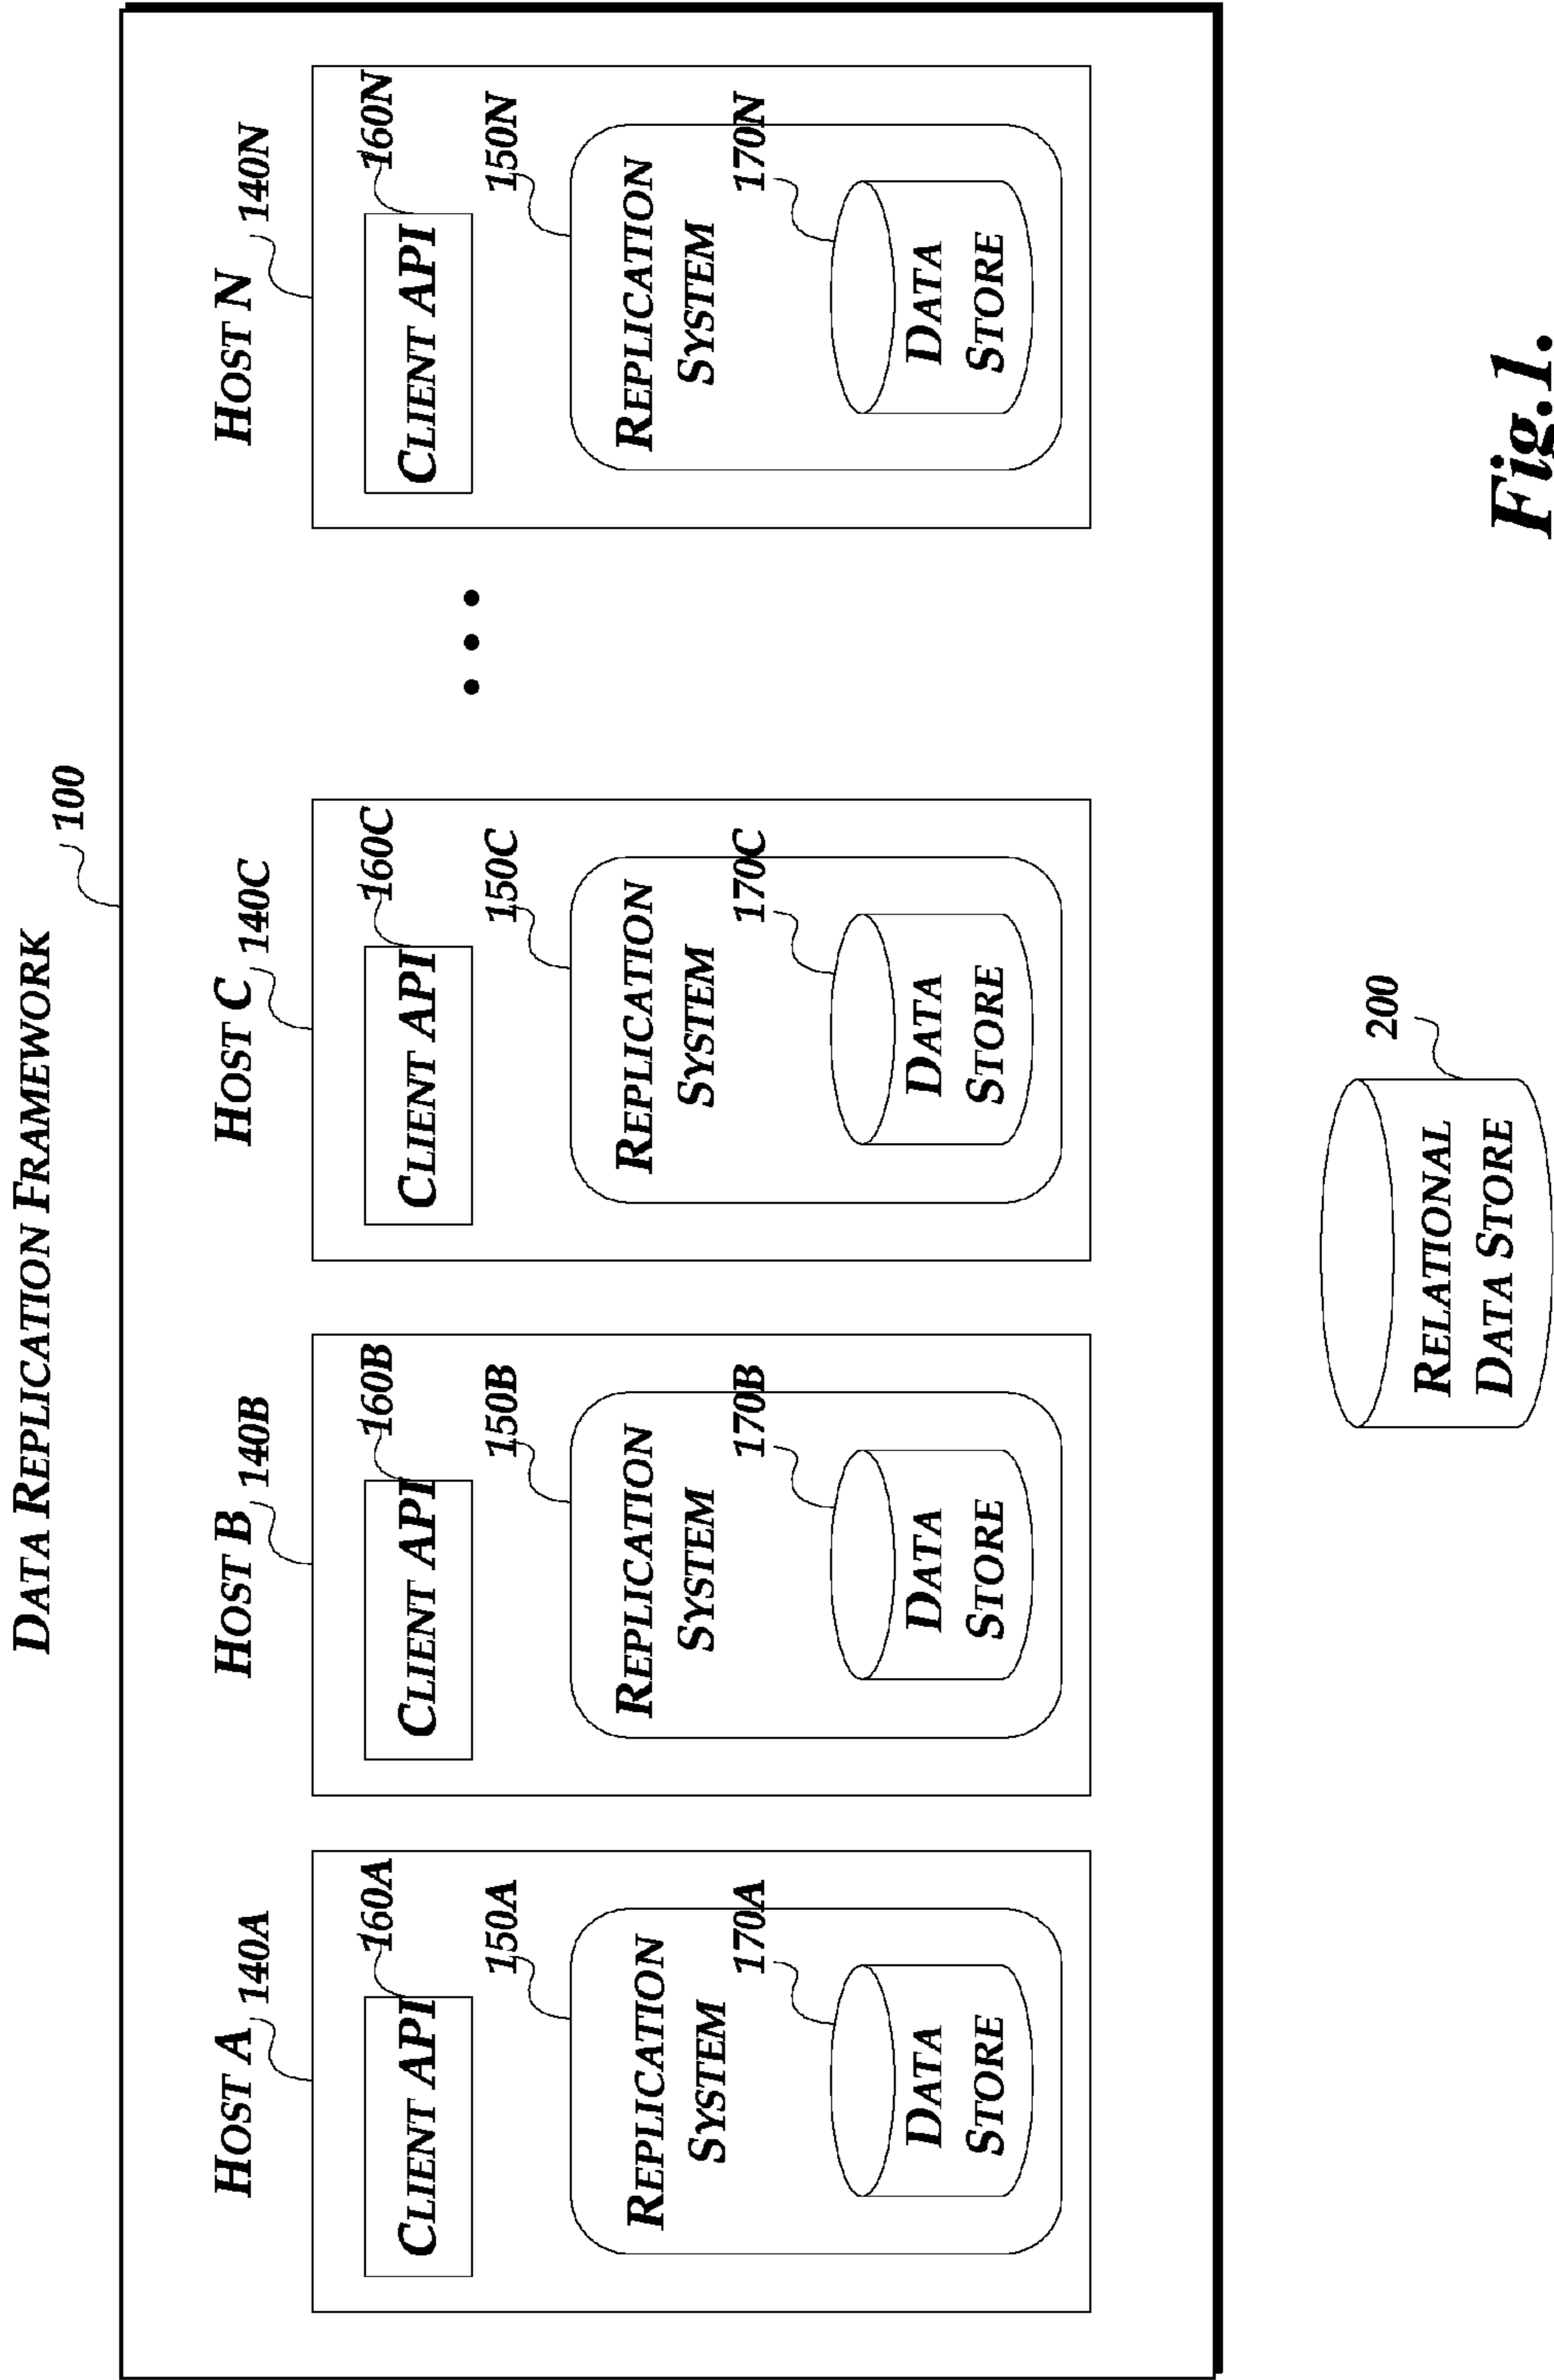 DATA REPLICATION FRAMEWORK
100
HOST A
140A
CLIENT API
160A
150A
REPLICATION
SYSTEM
170A
DATA
STORE
HOST B
140B
CLIENT API
160B
150B
REPLICATION
SYSTEM
170B
DATA
STORE
HOST C
140C
CLIENT API
160C
150C
REPLICATION
SYSTEM
170C
DATA
STORE
HOST N
140N
CLIENT API
160N
150N
REPLICATION
SYSTEM
170N
DATA
STORE
200
RELATIONAL
DATA STORE
Fig.1.